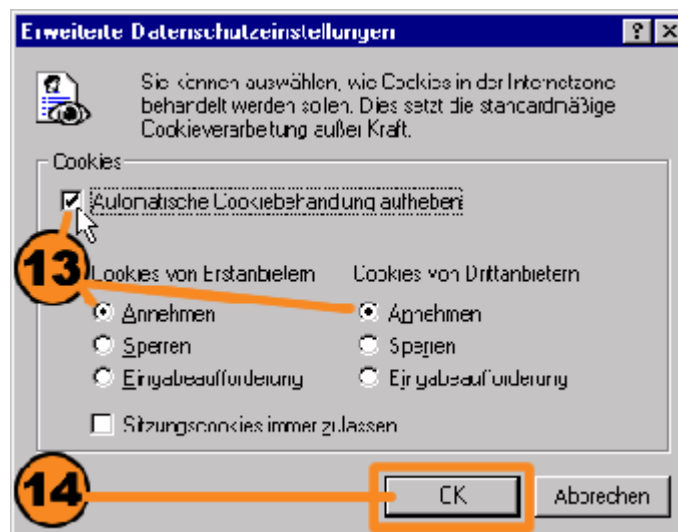 Erweiterte Datenschutzeinstellungen
Sie können auswählen, wie Cookies in der Internetzone
behandelt werden sollen. Dies setzt die standardmäßige
Cookieverarbeitung außer Kraft.
Cookies
Automatische Cookiebehandlung aufheben
13
Cookies von Erstanbietern Cookies von Drittanbietern
Annehmen Annehmen
Sperren Sperren
Eingabeaufforderung Eingabeaufforderung
Sitzungscookies immer zulassen
14
OK Abbrechen